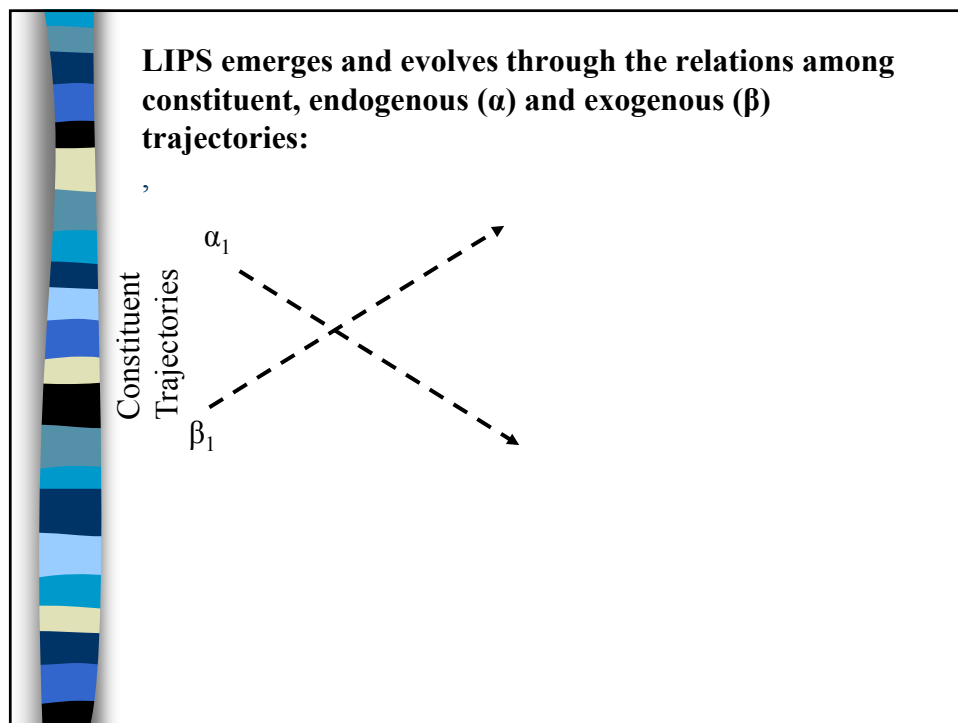 LIPS emerges and evolves through the relations among
constituent, endogenous (α) and exogenous (β)
trajectories:
,
α₁
Constituent
Trajectories
β₁